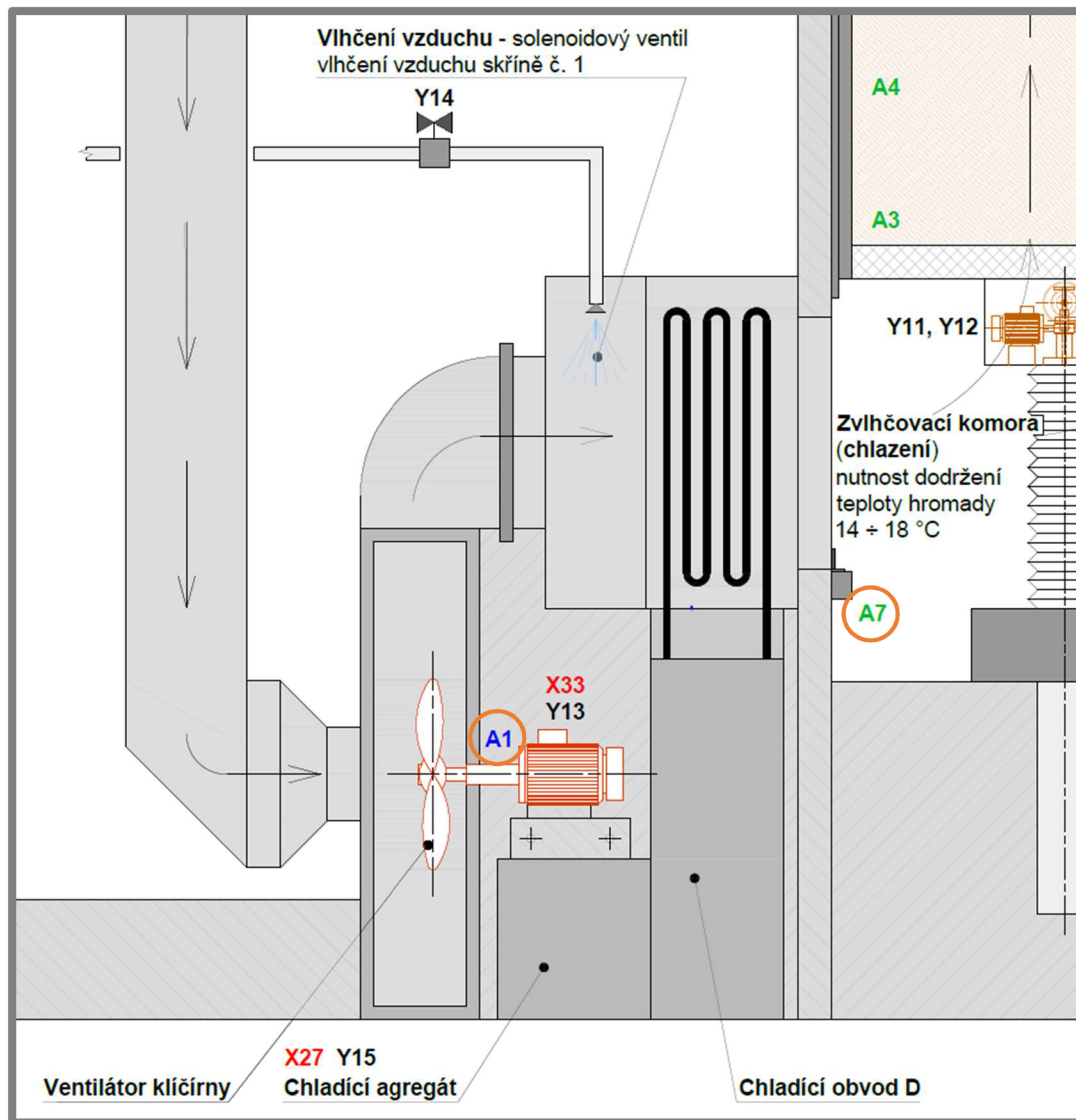 Vlhčení vzduchu - solenoidový ventil
vlhčení vzduchu skříně č. 1
Y14
A4
A3
Y11, Y12
Zvlhčovací komora
(chlazení)
nutnost dodržení
teploty hromady
14 ÷ 18 °C
A7
X33
Y13
A1
X27 Y15
Ventilátor klíčírny
Chladící agregát
Chladící obvod D